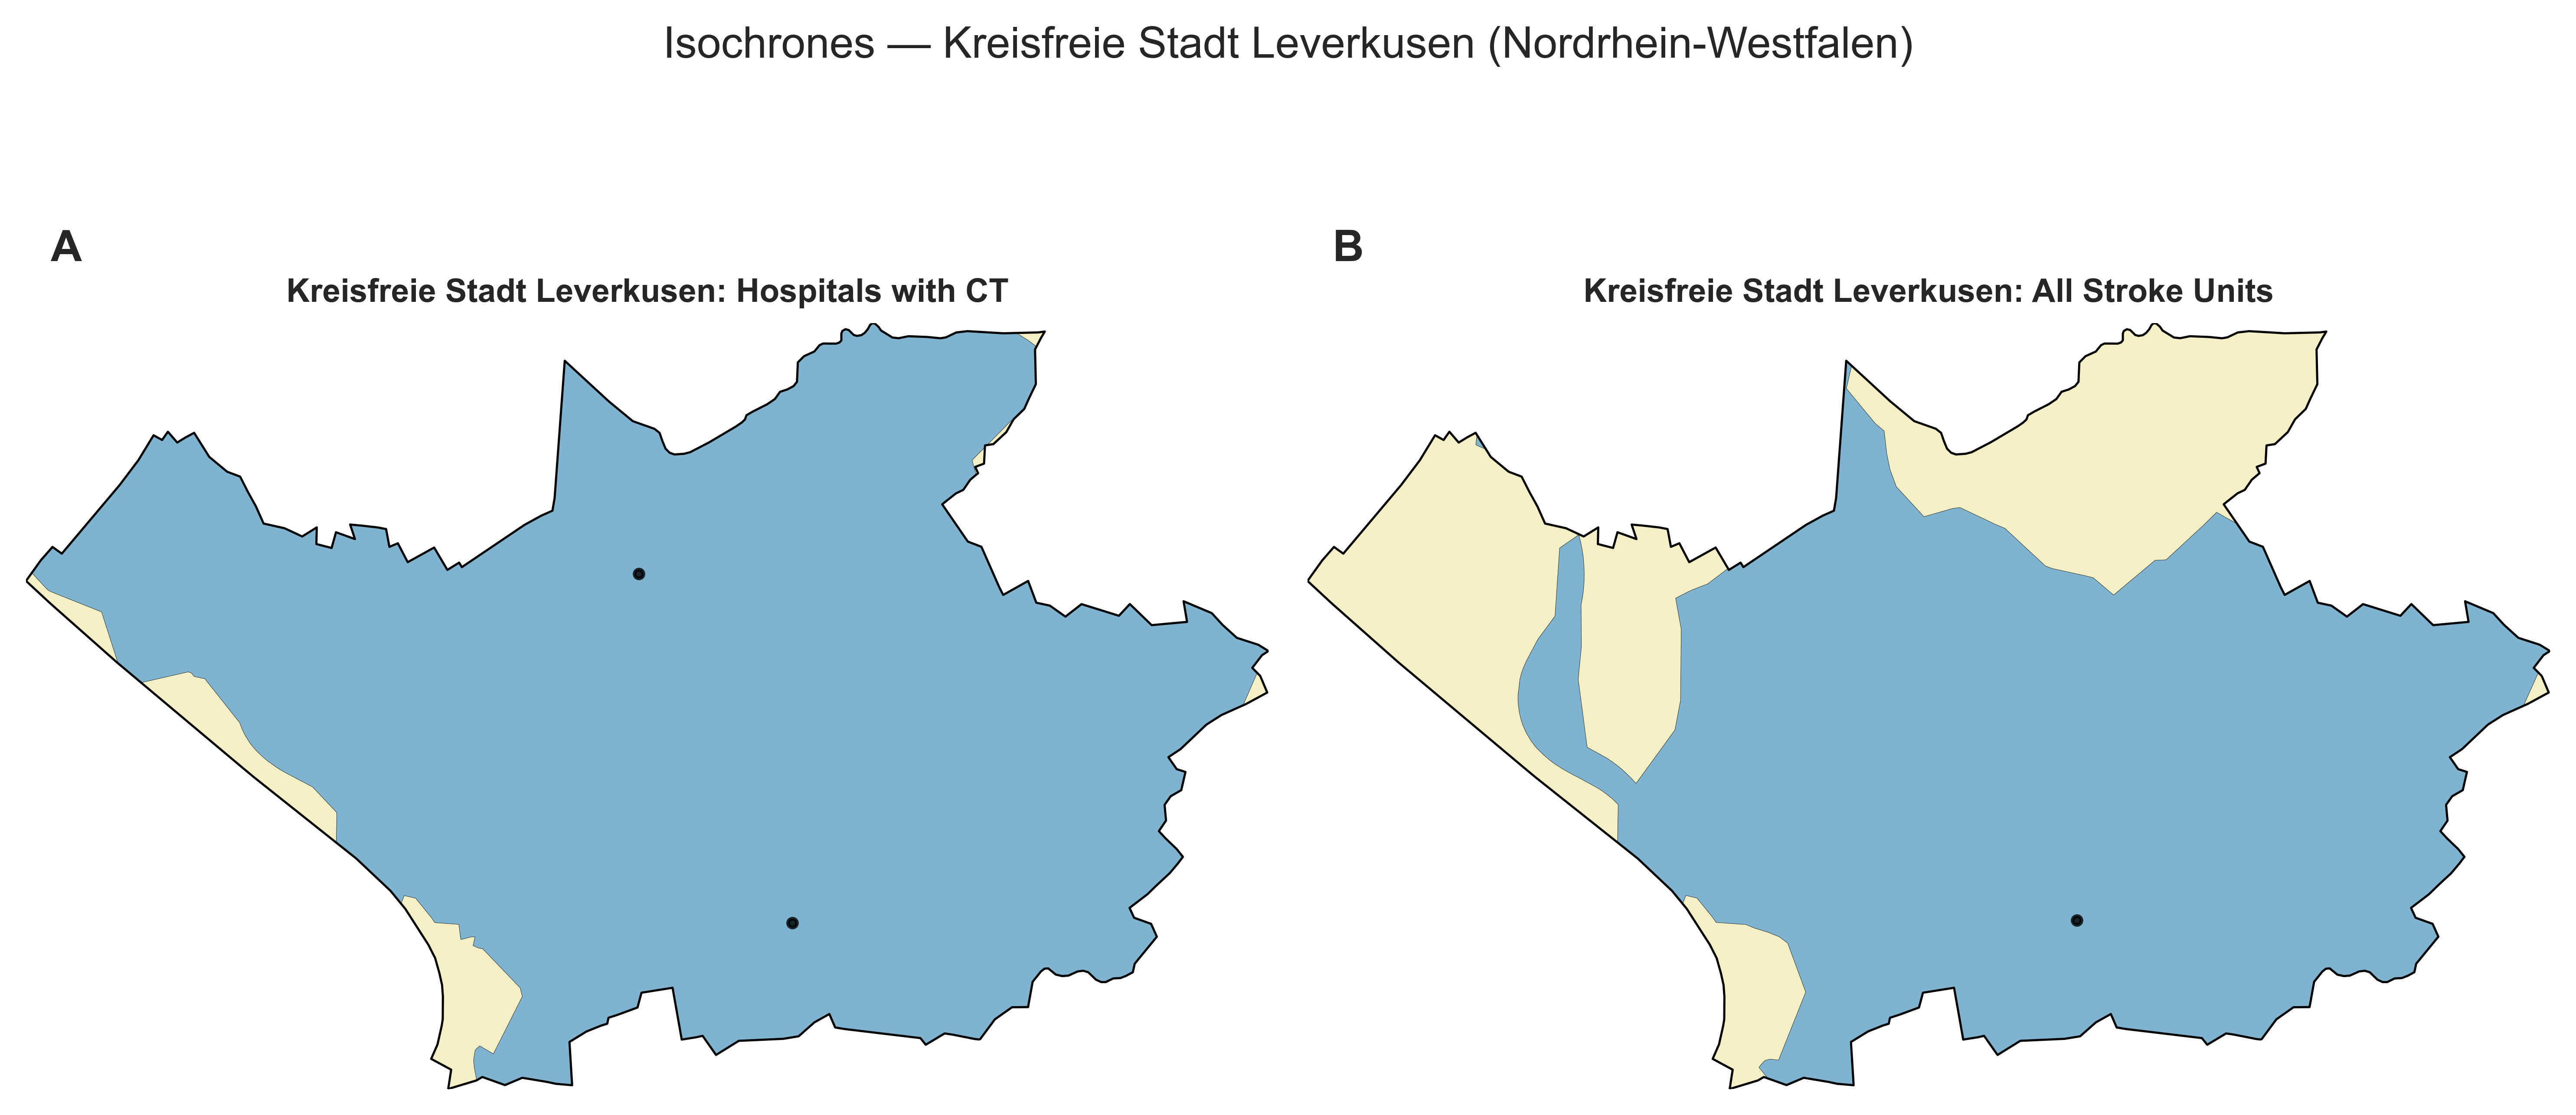 Isochrones — Kreisfreie Stadt Leverkusen (Nordrhein-Westfalen)
A
Kreisfreie Stadt Leverkusen: Hospitals with CT
B
Kreisfreie Stadt Leverkusen: All Stroke Units